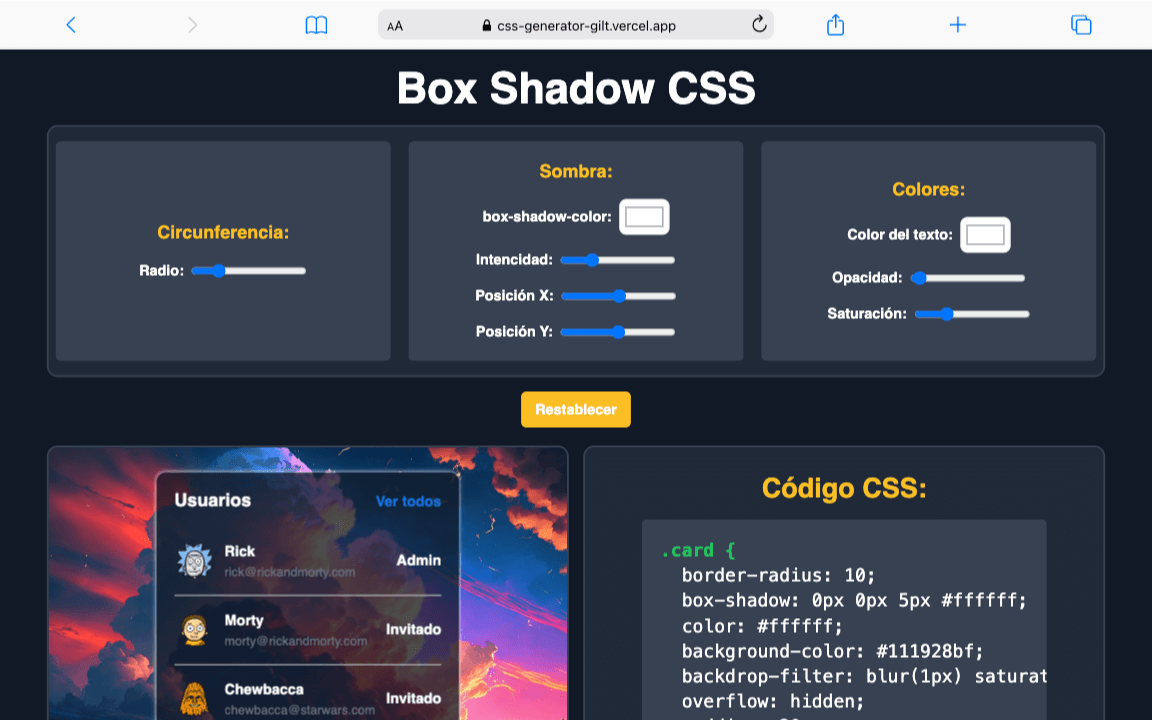 AA css-generator-gilt.vercel.app
Box Shadow CSS
Circunferencia:
Radio:
Sombra:
box-shadow-color:
Intencidad:
Posición X:
Posición Y:
Colores:
Color del texto:
Opacidad:
Saturación:
Restablecer
Usuarios Ver todos
Rick
rick@rickandmorty.com
Admin
Morty
morty@rickandmorty.com
Invitado
Chewbacca
chewbacca@starwars.com
Invitado
Código CSS:
.card {
border-radius: 10;
box-shadow: 0px 0px 5px #ffffff;
color: #ffffff;
background-color: #111928bf;
backdrop-filter: blur(1px) saturat
overflow: hidden;